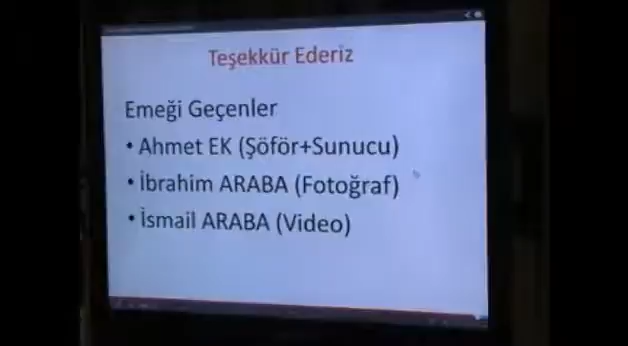 Teşekkür Ederiz
Emeği Geçenler
• Ahmet EK (Şöför+Sunucu)
• İbrahim ARABA (Fotoğraf)
• İsmail ARABA (Video)